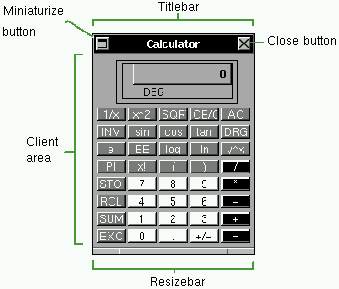 Titlebar
Miniaturize
button
Calculator
Close button
0
DEG
Client
area
1/x x^2 SQR CE/C AC
INV sin cos tan DRG
e EE log ln y^x
PI x! ( ) /
STO 7 8 9 *
RCL 4 5 6 -
SUM 1 2 3 +
EXC 0 . +/- =
Resizebar